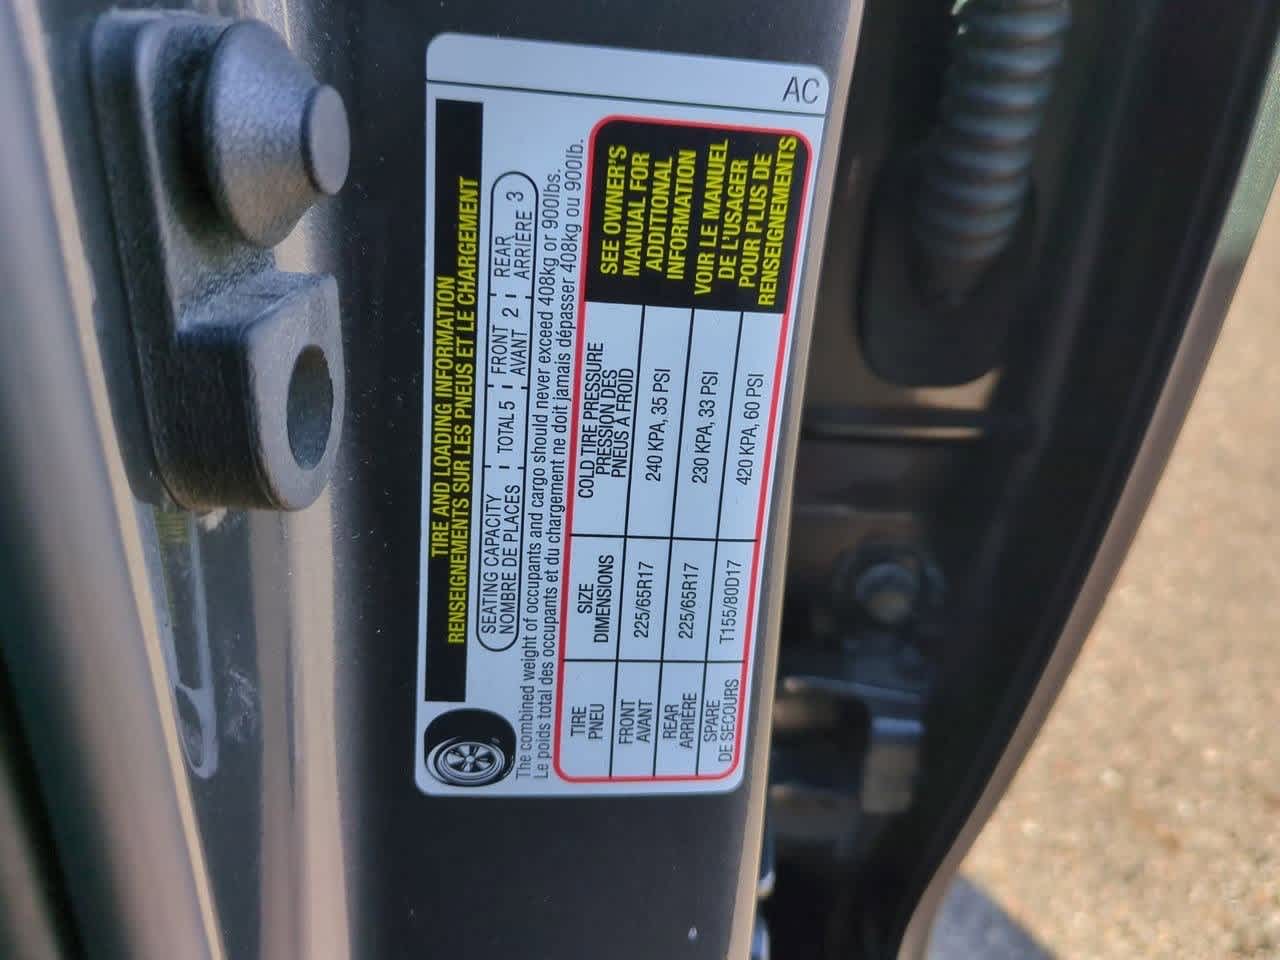 AC
TIRE AND LOADING INFORMATION
RENSEIGNEMENTS SUR LES PNEUS ET LE CHARGEMENT
SEATING CAPACITY
NOMBRE DE PLACES
TOTAL 5
FRONT
AVANT 2
REAR
ARRIÈRE 3
The combined weight of occupants and cargo should never exceed 408kg or 900lbs.
Le poids total des occupants et du chargement ne doit jamais dépasser 408kg ou 900lb.
TIRE
PNEU
SIZE
DIMENSIONS
COLD TIRE PRESSURE
PRESSION DES
PNEUS À FROID
FRONT
AVANT
225/65R17
240 KPA, 35 PSI
REAR
ARRIÈRE
225/65R17
230 KPA, 33 PSI
SPARE
DE SECOURS
T155/80D17
420 KPA, 60 PSI
SEE OWNER'S
MANUAL FOR
ADDITIONAL
INFORMATION
VOIR LE MANUEL
DE L'USAGER
POUR PLUS DE
RENSEIGNEMENTS